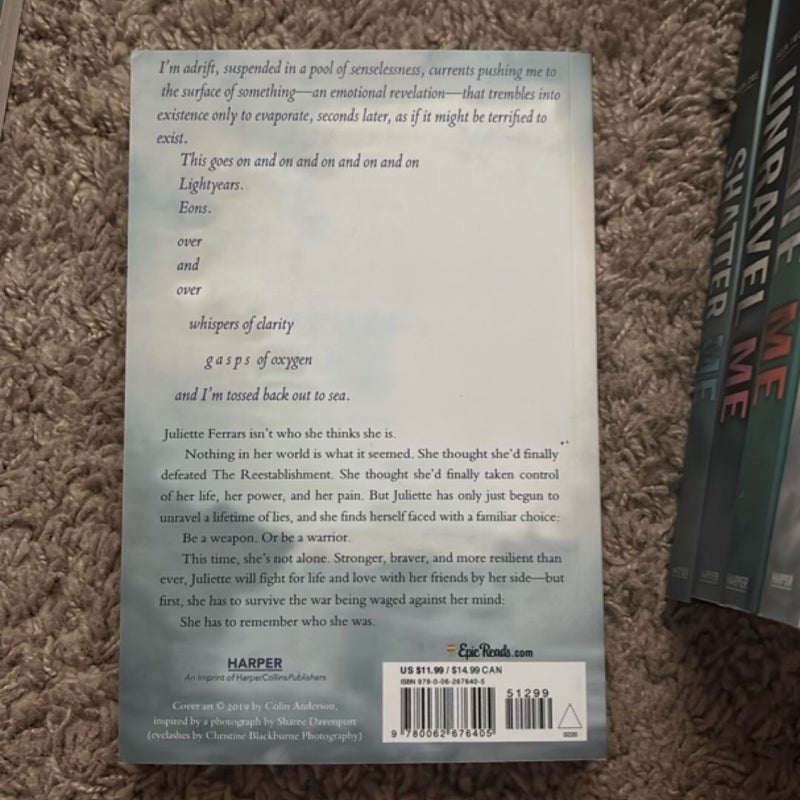 I'm adrift, suspended in a pool of senselessness, currents pushing me to
the surface of something—an emotional revelation—that trembles into
existence only to evaporate, seconds later, as if it might be terrified to
exist.
This goes on and on and on and on and on
Lightyears.
Eons.
over
and
over
whispers of clarity
g a s p s of oxygen
and I'm tossed back out to sea.
Juliette Ferrars isn't who she thinks she is.
Nothing in her world is what it seemed. She thought she'd finally
defeated The Reestablishment. She thought she'd finally taken control
of her life, her power, and her pain. But Juliette has only just begun to
unravel a lifetime of lies, and she finds herself faced with a familiar choice:
Be a weapon. Or be a warrior.
This time, she's not alone. Stronger, braver, and more resilient than
ever, Juliette will fight for life and love with her friends by her side—but
first, she has to survive the war being waged against her mind:
She has to remember who she was.
EpicReads.com
HARPER
An Imprint of HarperCollinsPublishers
US $11.99 / $14.99 CAN
ISBN 978-0-06-267640-5
51299
9 780062 676405
0220
Cover art © 2019 by Colin Anderson,
inspired by a photograph by Sharee Davenport
(eyelashes by Christine Blackburne Photography)
SHATTER ME
UNRAVEL ME
ME
HARPER
HARPER